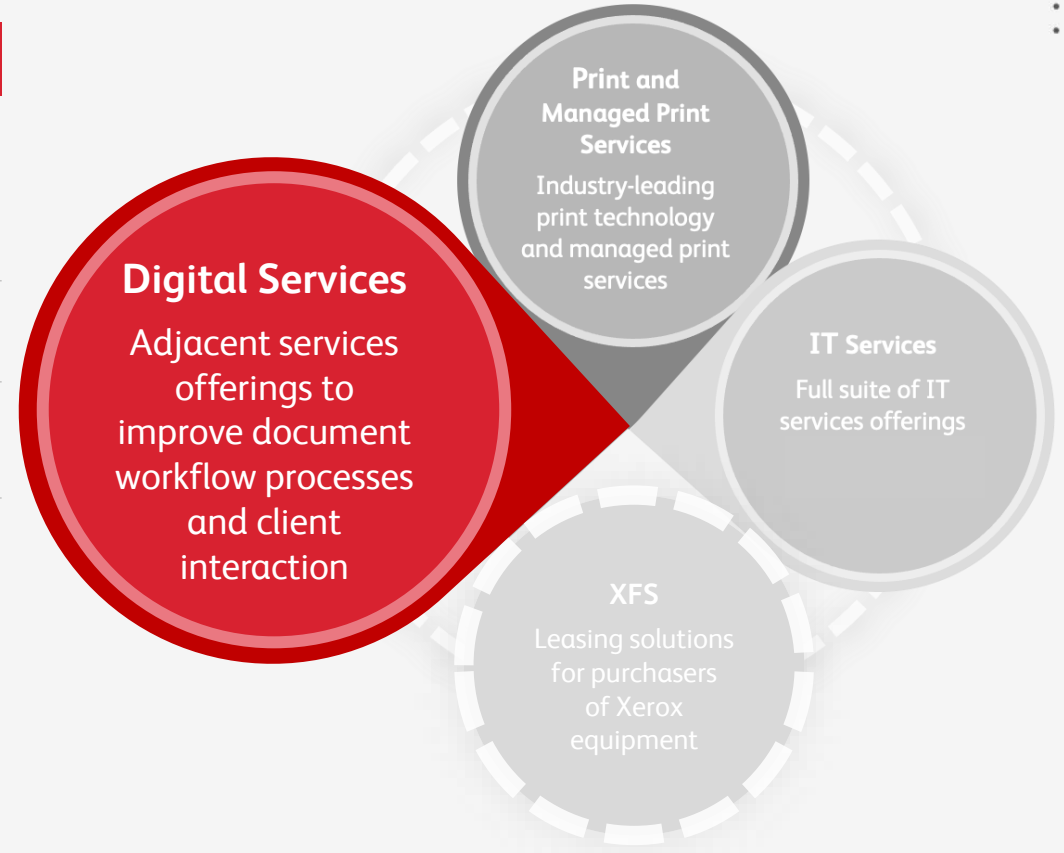 Print and
Managed Print
Services
Industry-leading
print technology
and managed print
services
Digital Services
Adjacent services
offerings to
improve document
workflow processes
and client
interaction
IT Services
Full suite of IT
services offerings
XFS
Leasing solutions
for purchasers
of Xerox
equipment